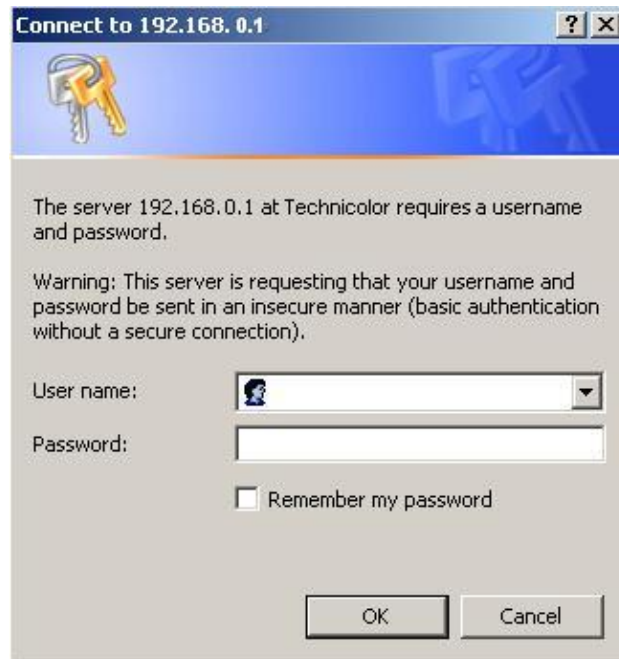 Connect to 192.168. 0.1
The server 192.168.0.1 at Technicolor requires a username
and password.
Warning: This server is requesting that your username and
password be sent in an insecure manner (basic authentication
without a secure connection).
User name:
Password:
Remember my password
OK
Cancel